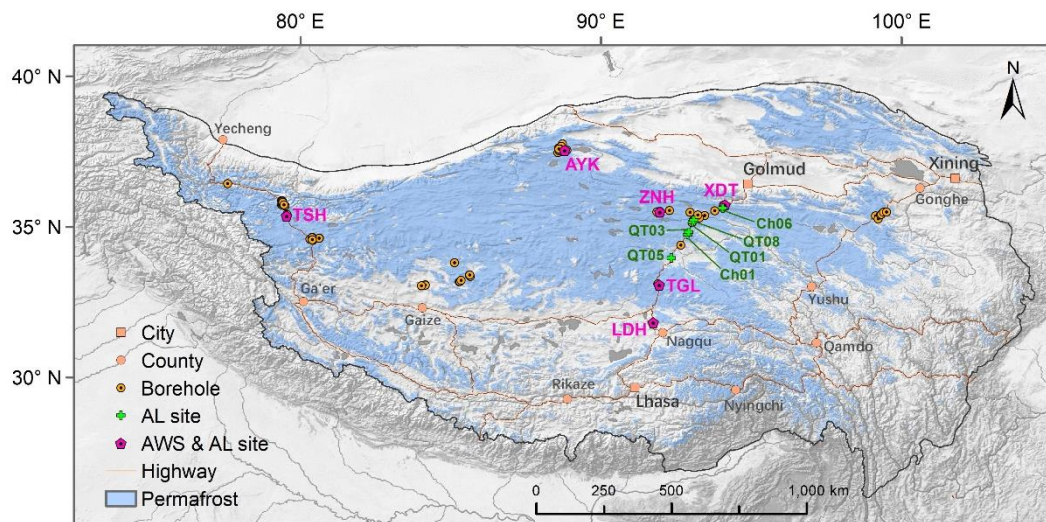 80° E
90° E
100° E
40° N
35° N
30° N
N
Yecheng
AYK
Golmud
Xining
Gonghe
TSH
ZNH
XDT
Ch06
QT03
QT08
QT05
QT01
Ch01
Ga'er
TGL
Yushu
Gaize
LDH
Nagqu
Qamdo
Rikaze
Lhasa
Nyingchi
City
County
Borehole
AL site
AWS & AL site
Highway
Permafrost
0 250 500 1,000 km